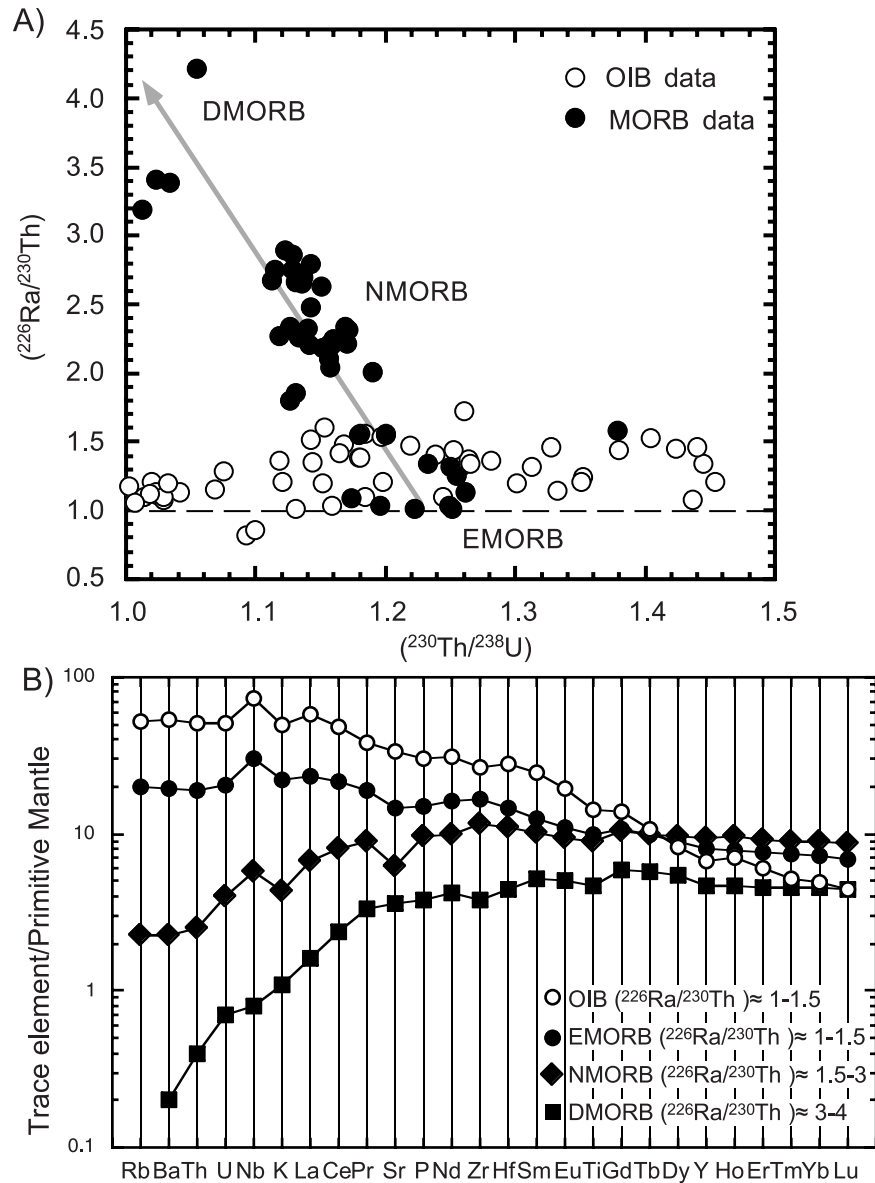 A)
4.5
4.0
3.5
3.0
2.5
2.0
1.5
1.0
0.5
(²²⁶Ra/²³⁰Th)
DMORB
NMORB
EMORB
OIB data
MORB data
1.0 1.1 1.2 1.3 1.4 1.5
(²³⁰Th/²³⁸U)
B)
100
10
1
0.1
Trace element/Primitive Mantle
OIB (²²⁶Ra/²³⁰Th)≈ 1-1.5
EMORB (²²⁶Ra/²³⁰Th)≈ 1-1.5
NMORB (²²⁶Ra/²³⁰Th)≈ 1.5-3
DMORB (²²⁶Ra/²³⁰Th)≈ 3-4
Rb Ba Th U Nb K La Ce Pr Sr P Nd Zr Hf Sm Eu Ti Gd Tb Dy Y Ho Er Tm Yb Lu